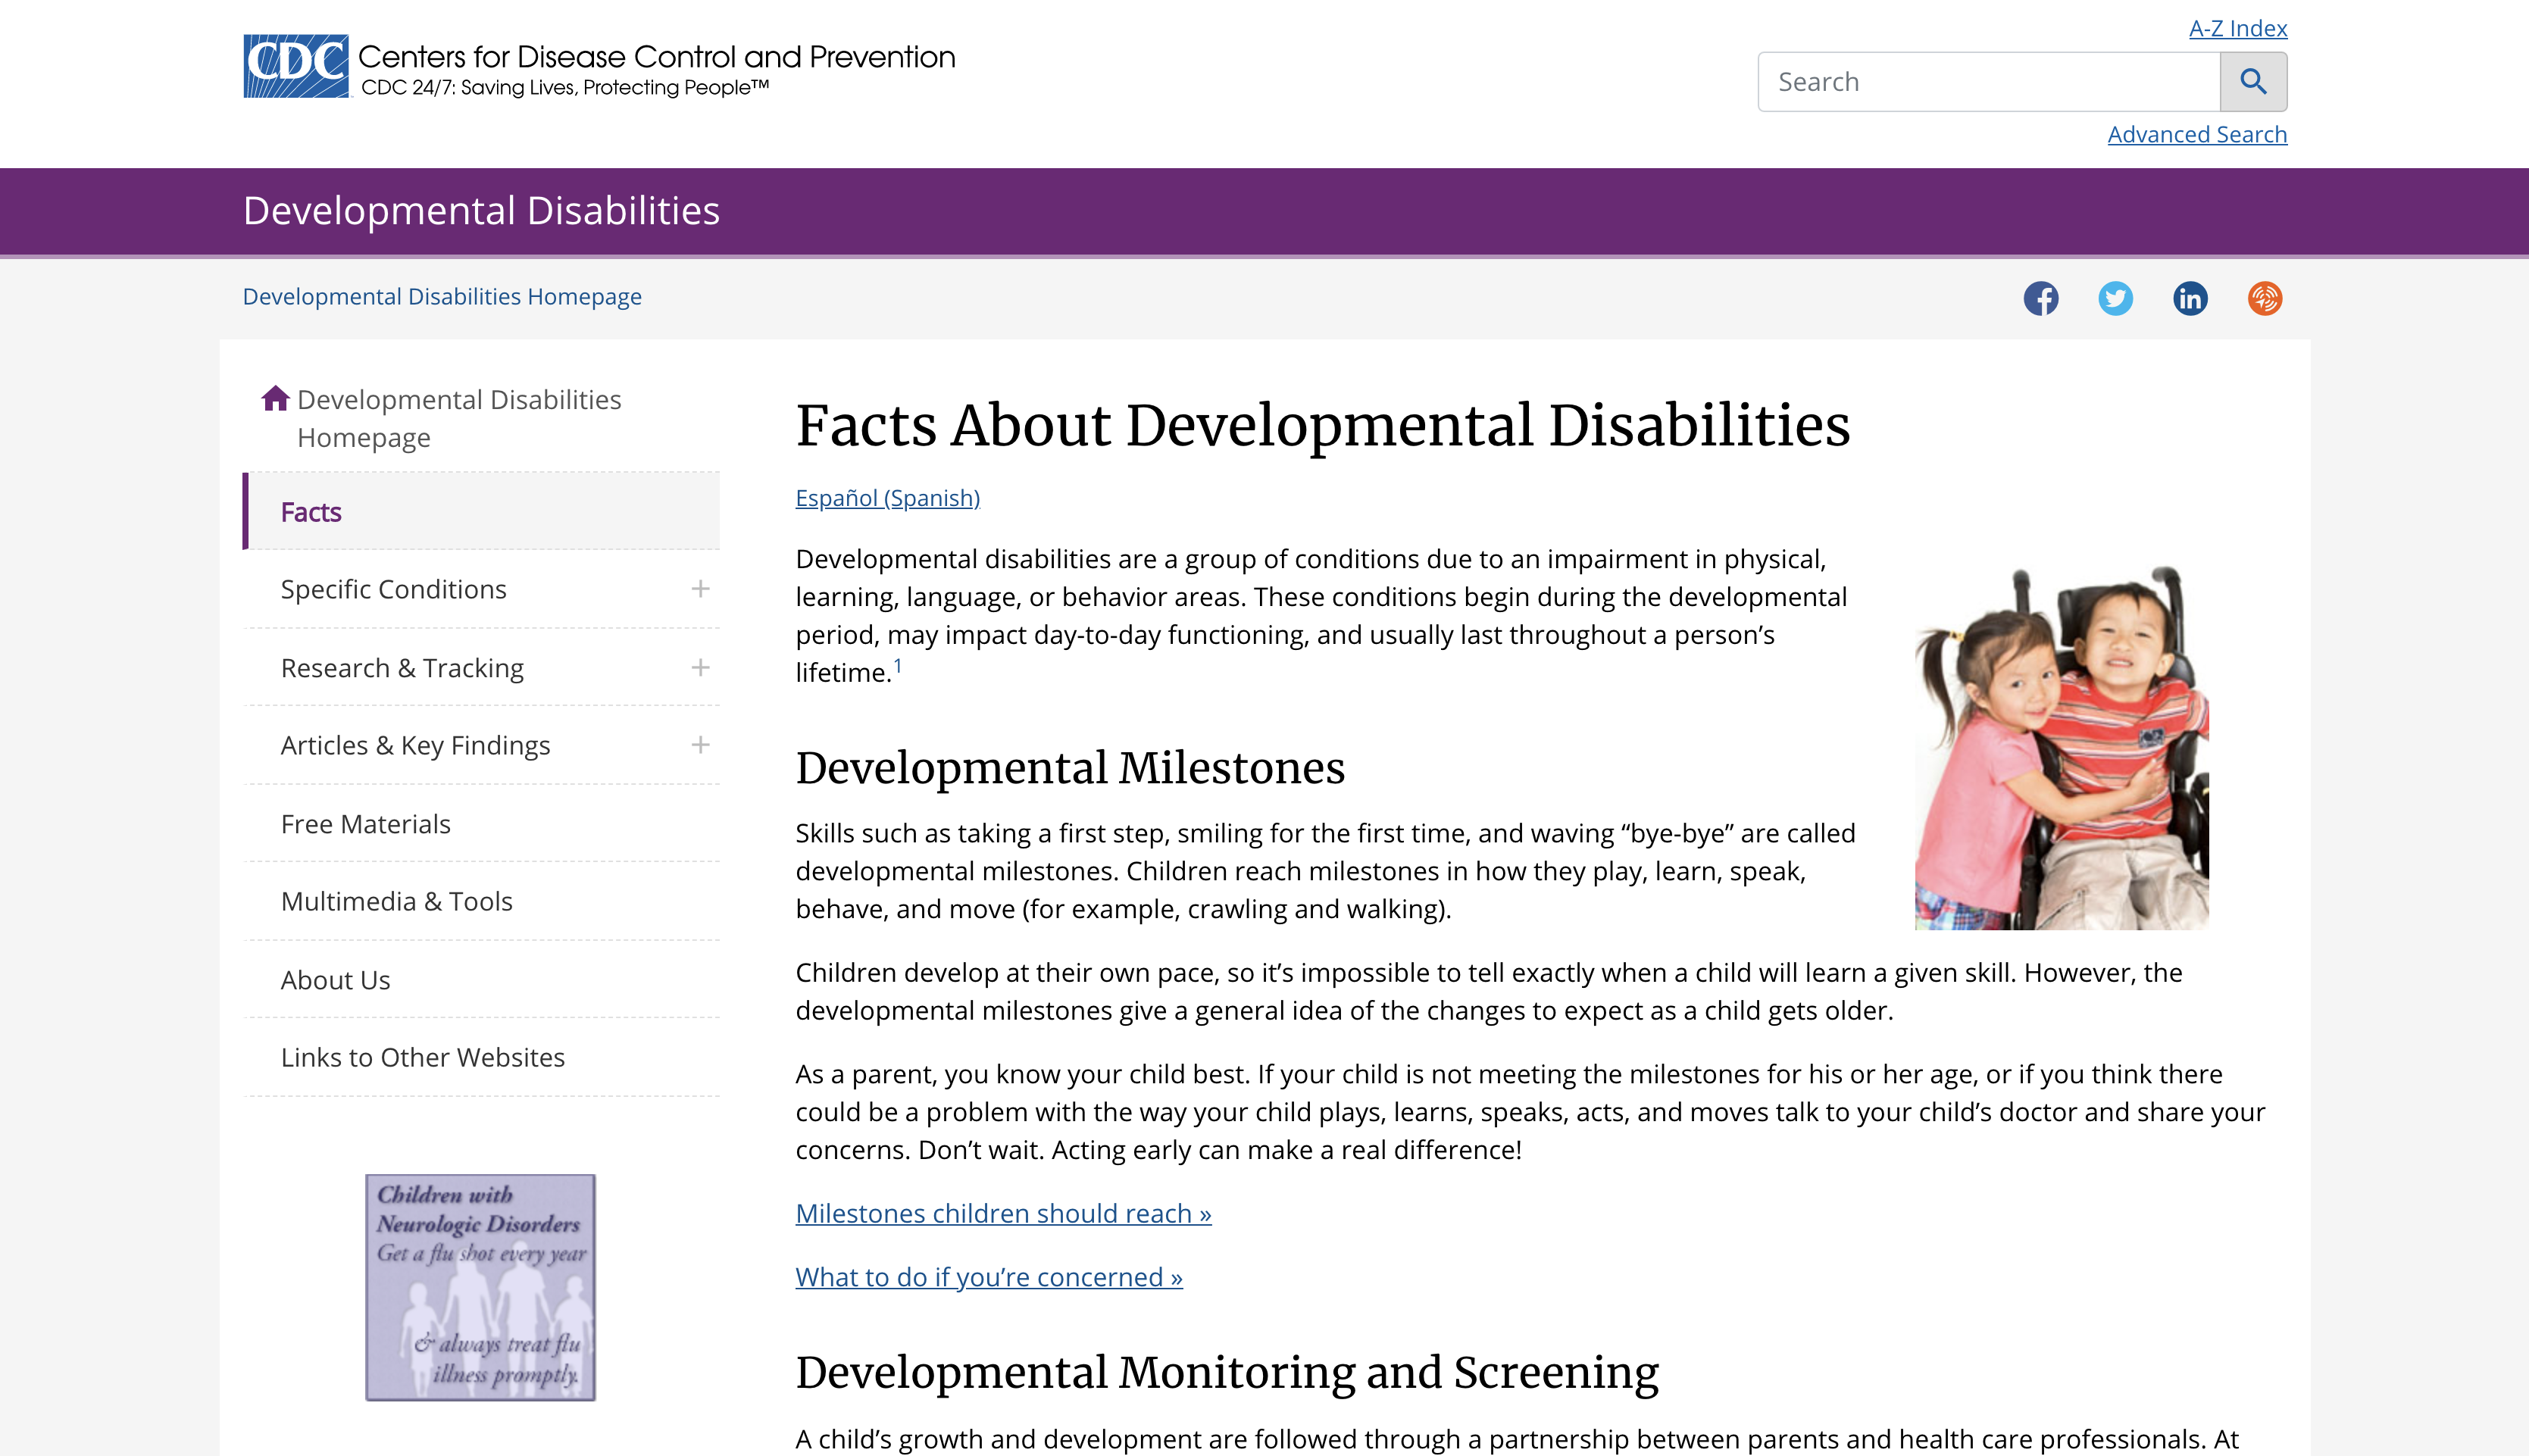 A-Z Index
CDC
Centers for Disease Control and Prevention
CDC 24/7: Saving Lives, Protecting People™
Search
Advanced Search
Developmental Disabilities
Developmental Disabilities Homepage
Developmental Disabilities
Homepage
Facts
Specific Conditions
Research & Tracking
Articles & Key Findings
Free Materials
Multimedia & Tools
About Us
Links to Other Websites
Children with
Neurologic Disorders
Get a flu shot every year
& always treat flu
illness promptly.
Facts About Developmental Disabilities
Español (Spanish)
Developmental disabilities are a group of conditions due to an impairment in physical,
learning, language, or behavior areas. These conditions begin during the developmental
period, may impact day-to-day functioning, and usually last throughout a person’s
lifetime.1
Developmental Milestones
Skills such as taking a first step, smiling for the first time, and waving “bye-bye” are called
developmental milestones. Children reach milestones in how they play, learn, speak,
behave, and move (for example, crawling and walking).
Children develop at their own pace, so it’s impossible to tell exactly when a child will learn a given skill. However, the
developmental milestones give a general idea of the changes to expect as a child gets older.
As a parent, you know your child best. If your child is not meeting the milestones for his or her age, or if you think there
could be a problem with the way your child plays, learns, speaks, acts, and moves talk to your child’s doctor and share your
concerns. Don’t wait. Acting early can make a real difference!
Milestones children should reach »
What to do if you’re concerned »
Developmental Monitoring and Screening
A child’s growth and development are followed through a partnership between parents and health care professionals. At